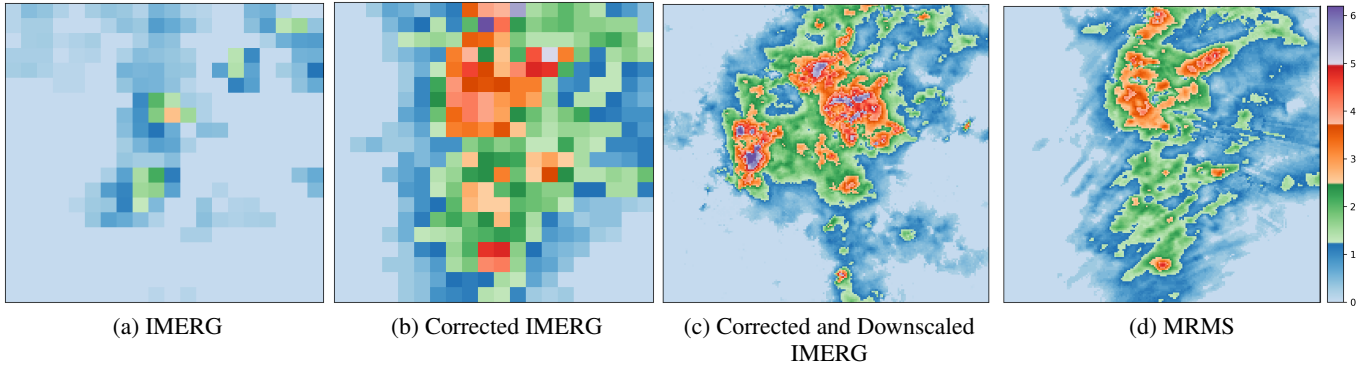 6
5
4
3
2
1
0
(a) IMERG
(b) Corrected IMERG
(c) Corrected and Downscaled
IMERG
(d) MRMS